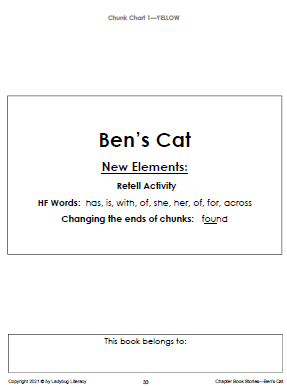 Chunk Chart 1—YELLOW
Ben's Cat
New Elements:
Retell Activity
HF Words: has, is, with, of, she, her, of, for, across
Changing the ends of chunks: found
This book belongs to:
Copyright 2021 © by Ladybug Literacy 33 Chapter Book Stories—Ben's Cat